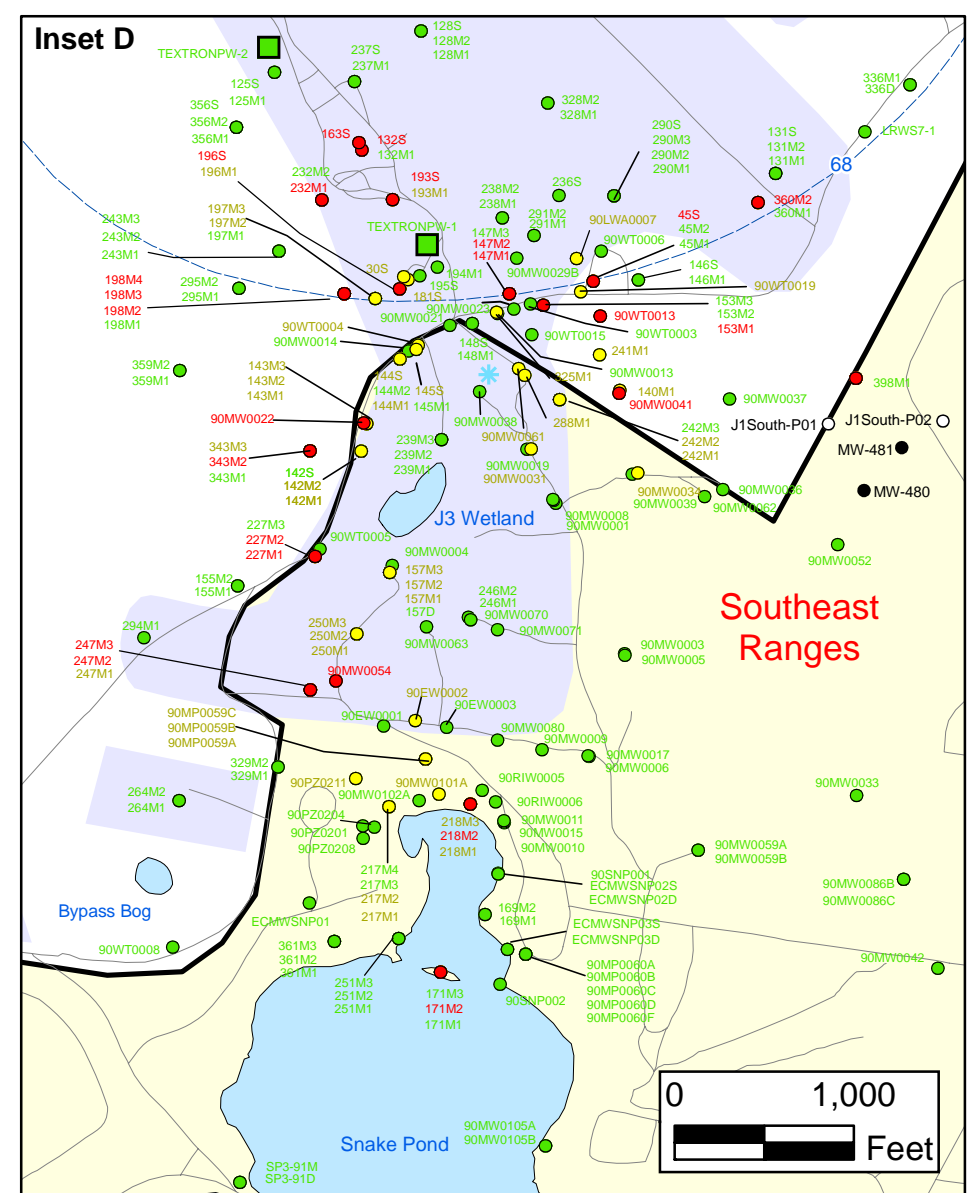 Inset D
TEXTRONPW-2
128S
128M2
128M1
237S
237M1
125S
125M1
336M1
336D
356S
356M2
356M1
328M2
328M1
LRWS7-1
163S
132S
132M1
290S
290M3
290M2
290M1
131S
131M2
131M1
68
196S
196M1
232M2
232M1
193S
193M1
238M2
238M1
236S
360M2
360M1
197M3
197M2
197M1
243M3
243M2
243M1
TEXTRONPW-1
147M3
147M2
147M1
291M2
291M1
90LWA0007
45S
45M2
45M1
90WT0006
198M4
198M3
198M2
198M1
295M2
295M1
30S
194M1
195S
181S
90MW0029B
146S
146M1
90WT0019
90MW0023
90MW0021
90WT0013
153M3
153M2
153M1
90WT0004
90MW0014
148S
148M1
90WT0015
90WT0003
359M2
359M1
143M3
143M2
143M1
144S
144M2
144M1
145S
145M1
325M1
90MW0013
241M1
140M1
90MW0041
398M1
90MW0022
90MW0038
288M1
90MW0037
J1South-P01
J1South-P02
343M3
343M2
343M1
142S
142M2
142M1
239M3
239M2
239M1
90MW0061
90MW0019
90MW0031
242M3
242M2
242M1
MW-481
MW-480
90MW0034
90MW0039
90MW0036
90MW0062
J3 Wetland
90MW0008
90MW0001
227M3
227M2
227M1
90WT0005
90MW0004
90MW0052
155M2
155M1
157M3
157M2
157M1
157D
246M2
246M1
90MW0070
90MW0071
Southeast
Ranges
294M1
250M3
250M2
250M1
90MW0063
90MW0003
90MW0005
247M3
247M2
247M1
90MW0054
90EW0002
90EW0003
90EW0001
90MP0059C
90MP0059B
90MP0059A
90MW0080
90MW0009
90MW0017
90MW0006
329M2
329M1
264M2
264M1
90PZ0211
90MW0101A
90MW0102A
90RIW0005
90RIW0006
90MW0033
90PZ0204
90PZ0201
90PZ0208
218M3
218M2
218M1
90MW0011
90MW0015
90MW0010
90MW0059A
90MW0059B
217M4
217M3
217M2
217M1
90SNP001
ECMWSNP02S
ECMWSNP02D
90MW0086B
90MW0086C
Bypass Bog
ECMWSNP01
169M2
169M1
ECMWSNP03S
ECMWSNP03D
90WT0008
361M3
361M2
361M1
251M3
251M2
251M1
171M3
171M2
171M1
90SNP002
90MP0060A
90MP0060B
90MP0060C
90MP0060D
90MP0060F
90MW0042
0 1,000
Feet
90MW0105A
90MW0105B
Snake Pond
SP3-91M
SP3-91D